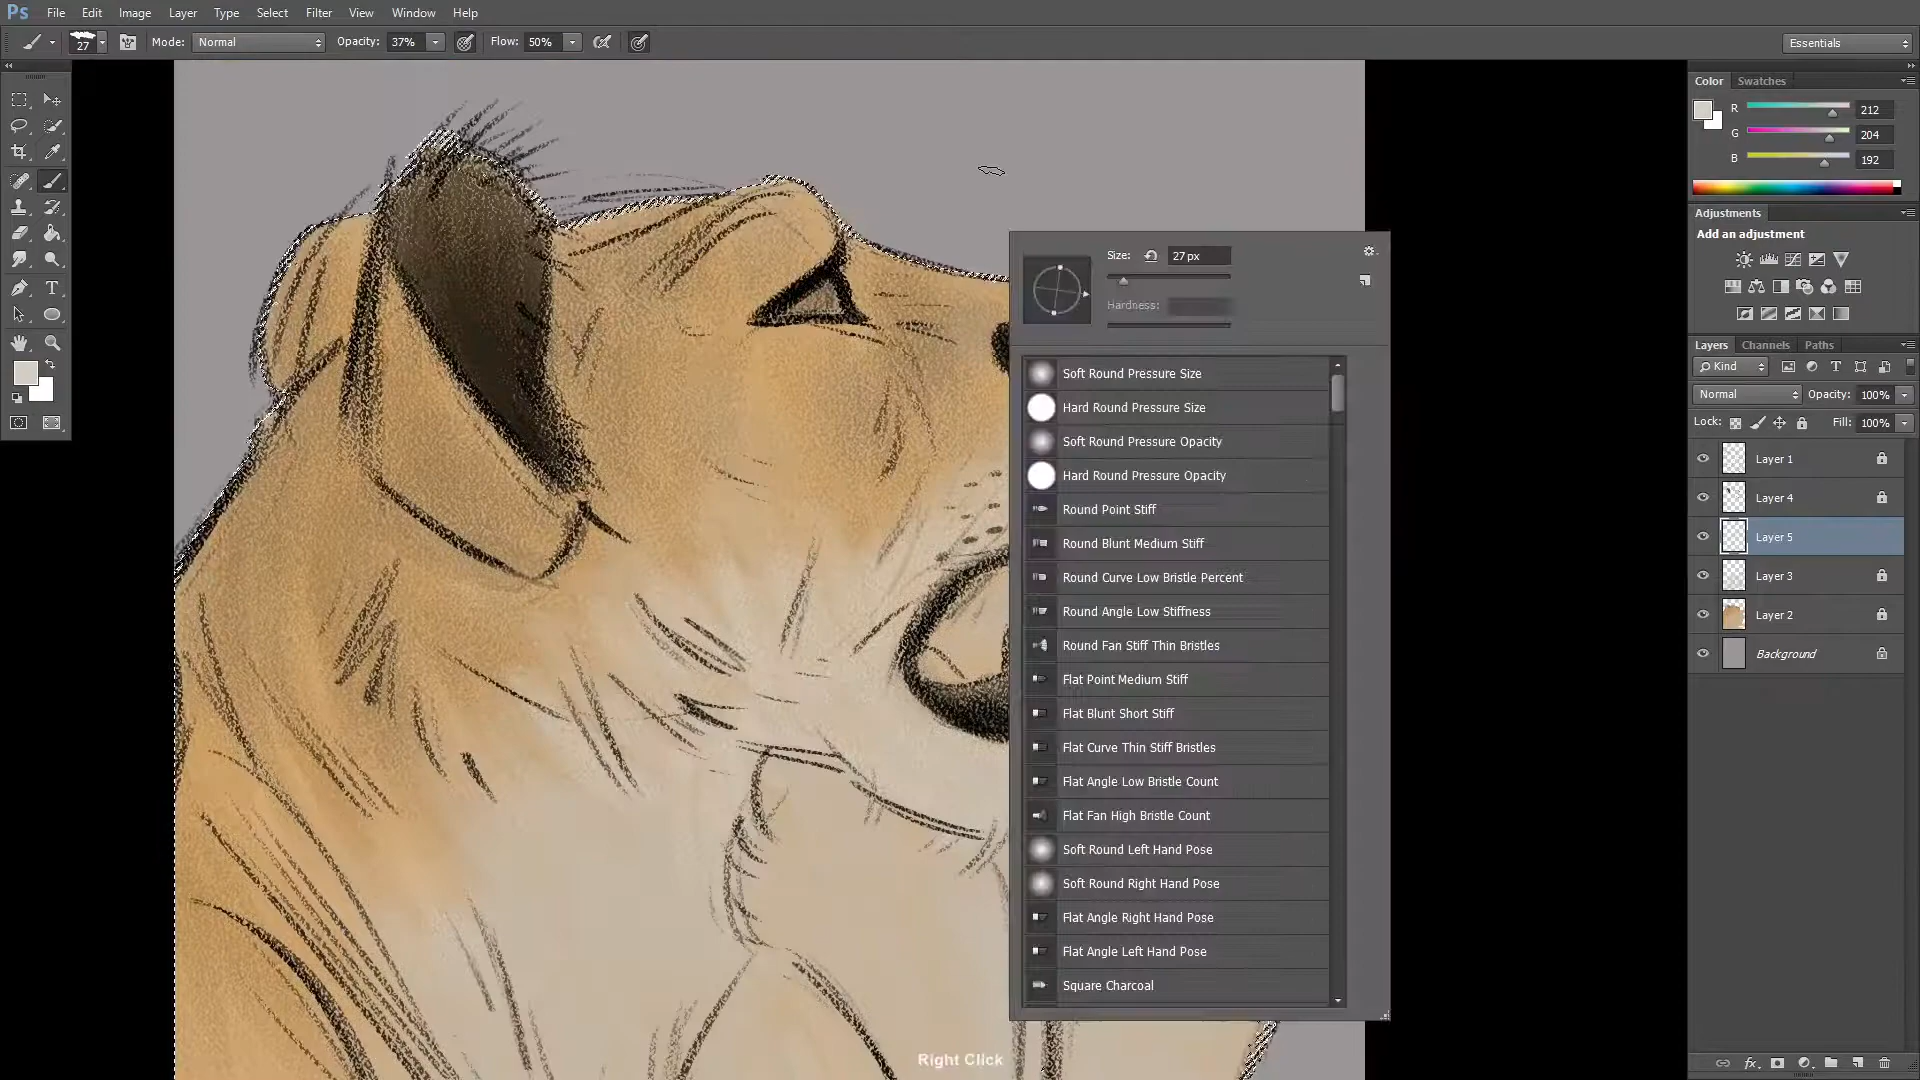 Ps File Edit Image Layer Type Select Filter View Window Help
27 Mode: Normal Opacity: 37% Flow: 50% Essentials
Color Swatches
R 212
G 204
B 192
Adjustments
Add an adjustment
Layers Channels Paths
Kind
Normal Opacity: 100%
Lock: Fill: 100%
Layer 1
Layer 4
Layer 5
Layer 3
Layer 2
Background
fx
T
Size: 27 px
Hardness:
Soft Round Pressure Size
Hard Round Pressure Size
Soft Round Pressure Opacity
Hard Round Pressure Opacity
Round Point Stiff
Round Blunt Medium Stiff
Round Curve Low Bristle Percent
Round Angle Low Stiffness
Round Fan Stiff Thin Bristles
Flat Point Medium Stiff
Flat Blunt Short Stiff
Flat Curve Thin Stiff Bristles
Flat Angle Low Bristle Count
Flat Fan High Bristle Count
Soft Round Left Hand Pose
Soft Round Right Hand Pose
Flat Angle Right Hand Pose
Flat Angle Left Hand Pose
Square Charcoal
Right Click